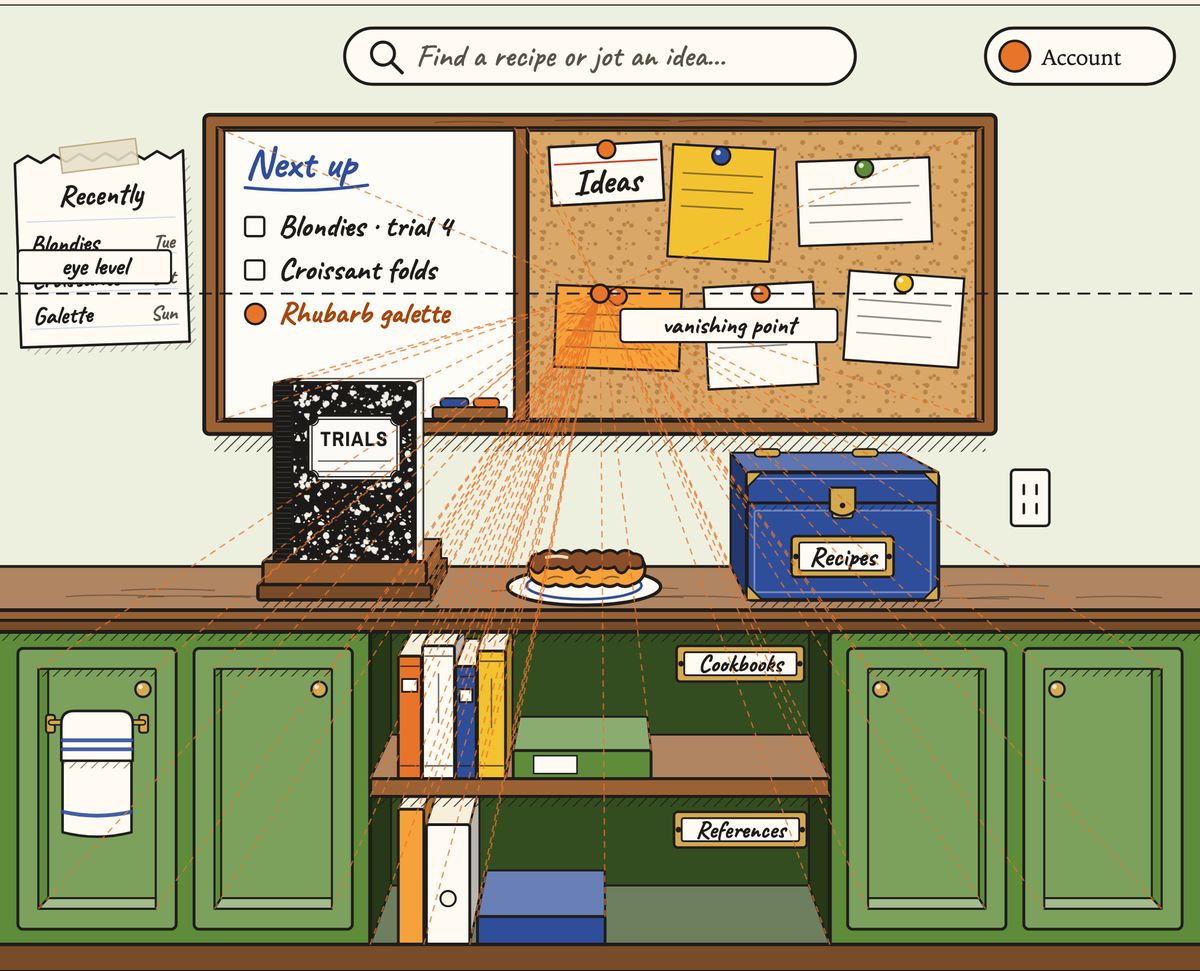 Find a recipe or jot an idea...
Account
Recently
Blondies Tue
eye level
Galette Sun
Next up
Blondies · trial 4
Croissant folds
Rhubarb galette
Ideas
vanishing point
TRIALS
Recipes
Cookbooks
References